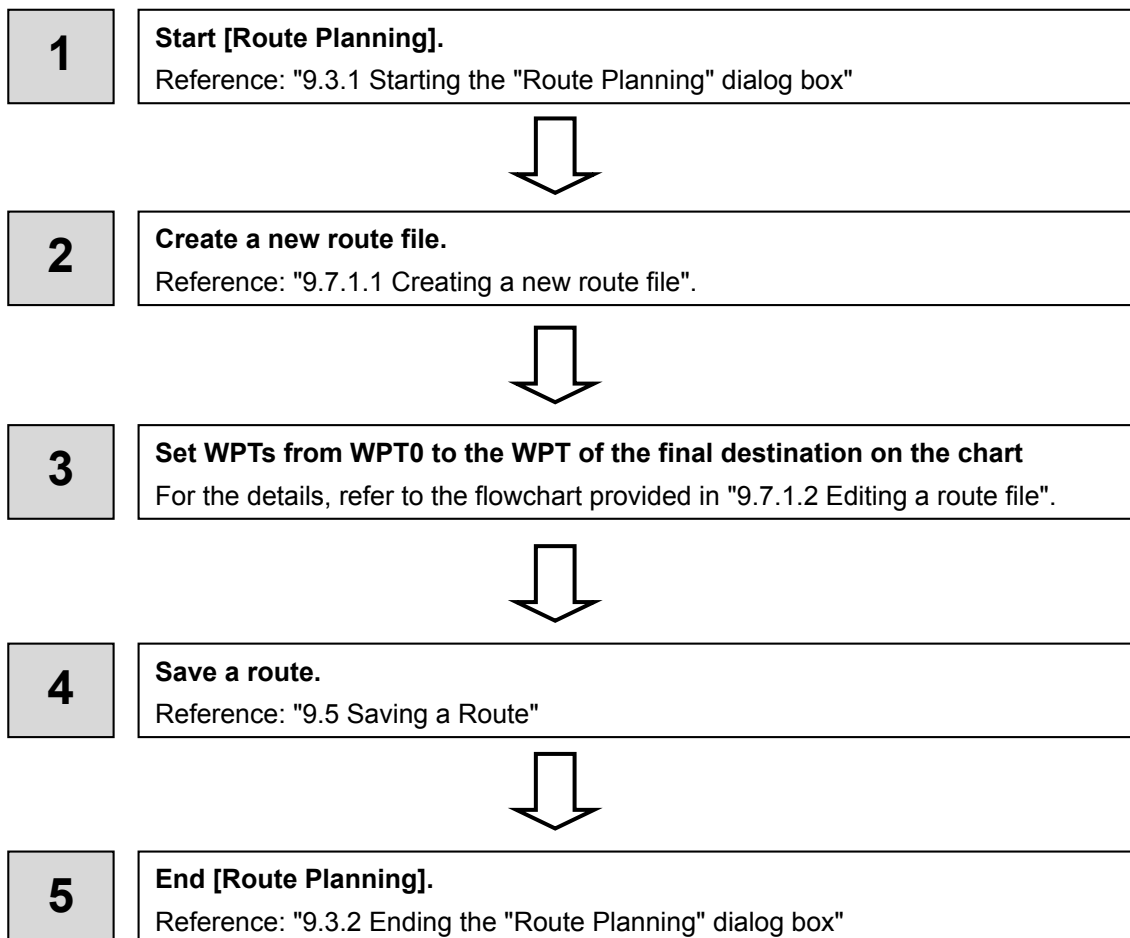 1
Start [Route Planning].
Reference: "9.3.1 Starting the "Route Planning" dialog box"
2
Create a new route file.
Reference: "9.7.1.1 Creating a new route file".
3
Set WPTs from WPT0 to the WPT of the final destination on the chart
For the details, refer to the flowchart provided in "9.7.1.2 Editing a route file".
4
Save a route.
Reference: "9.5 Saving a Route"
5
End [Route Planning].
Reference: "9.3.2 Ending the "Route Planning" dialog box"